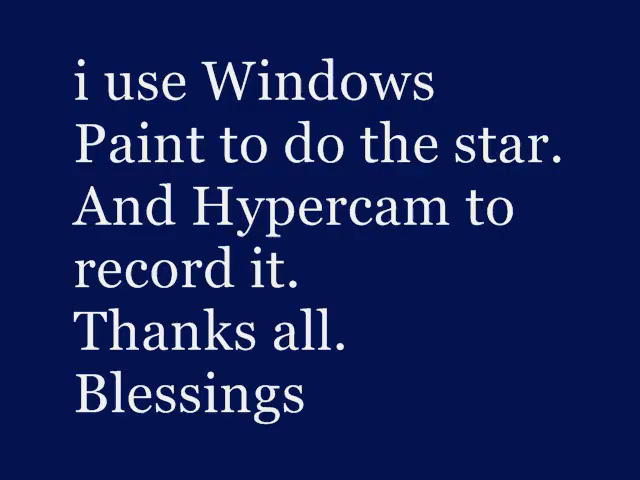 i use Windows
Paint to do the star.
And Hypercam to
record it.
Thanks all.
Blessings